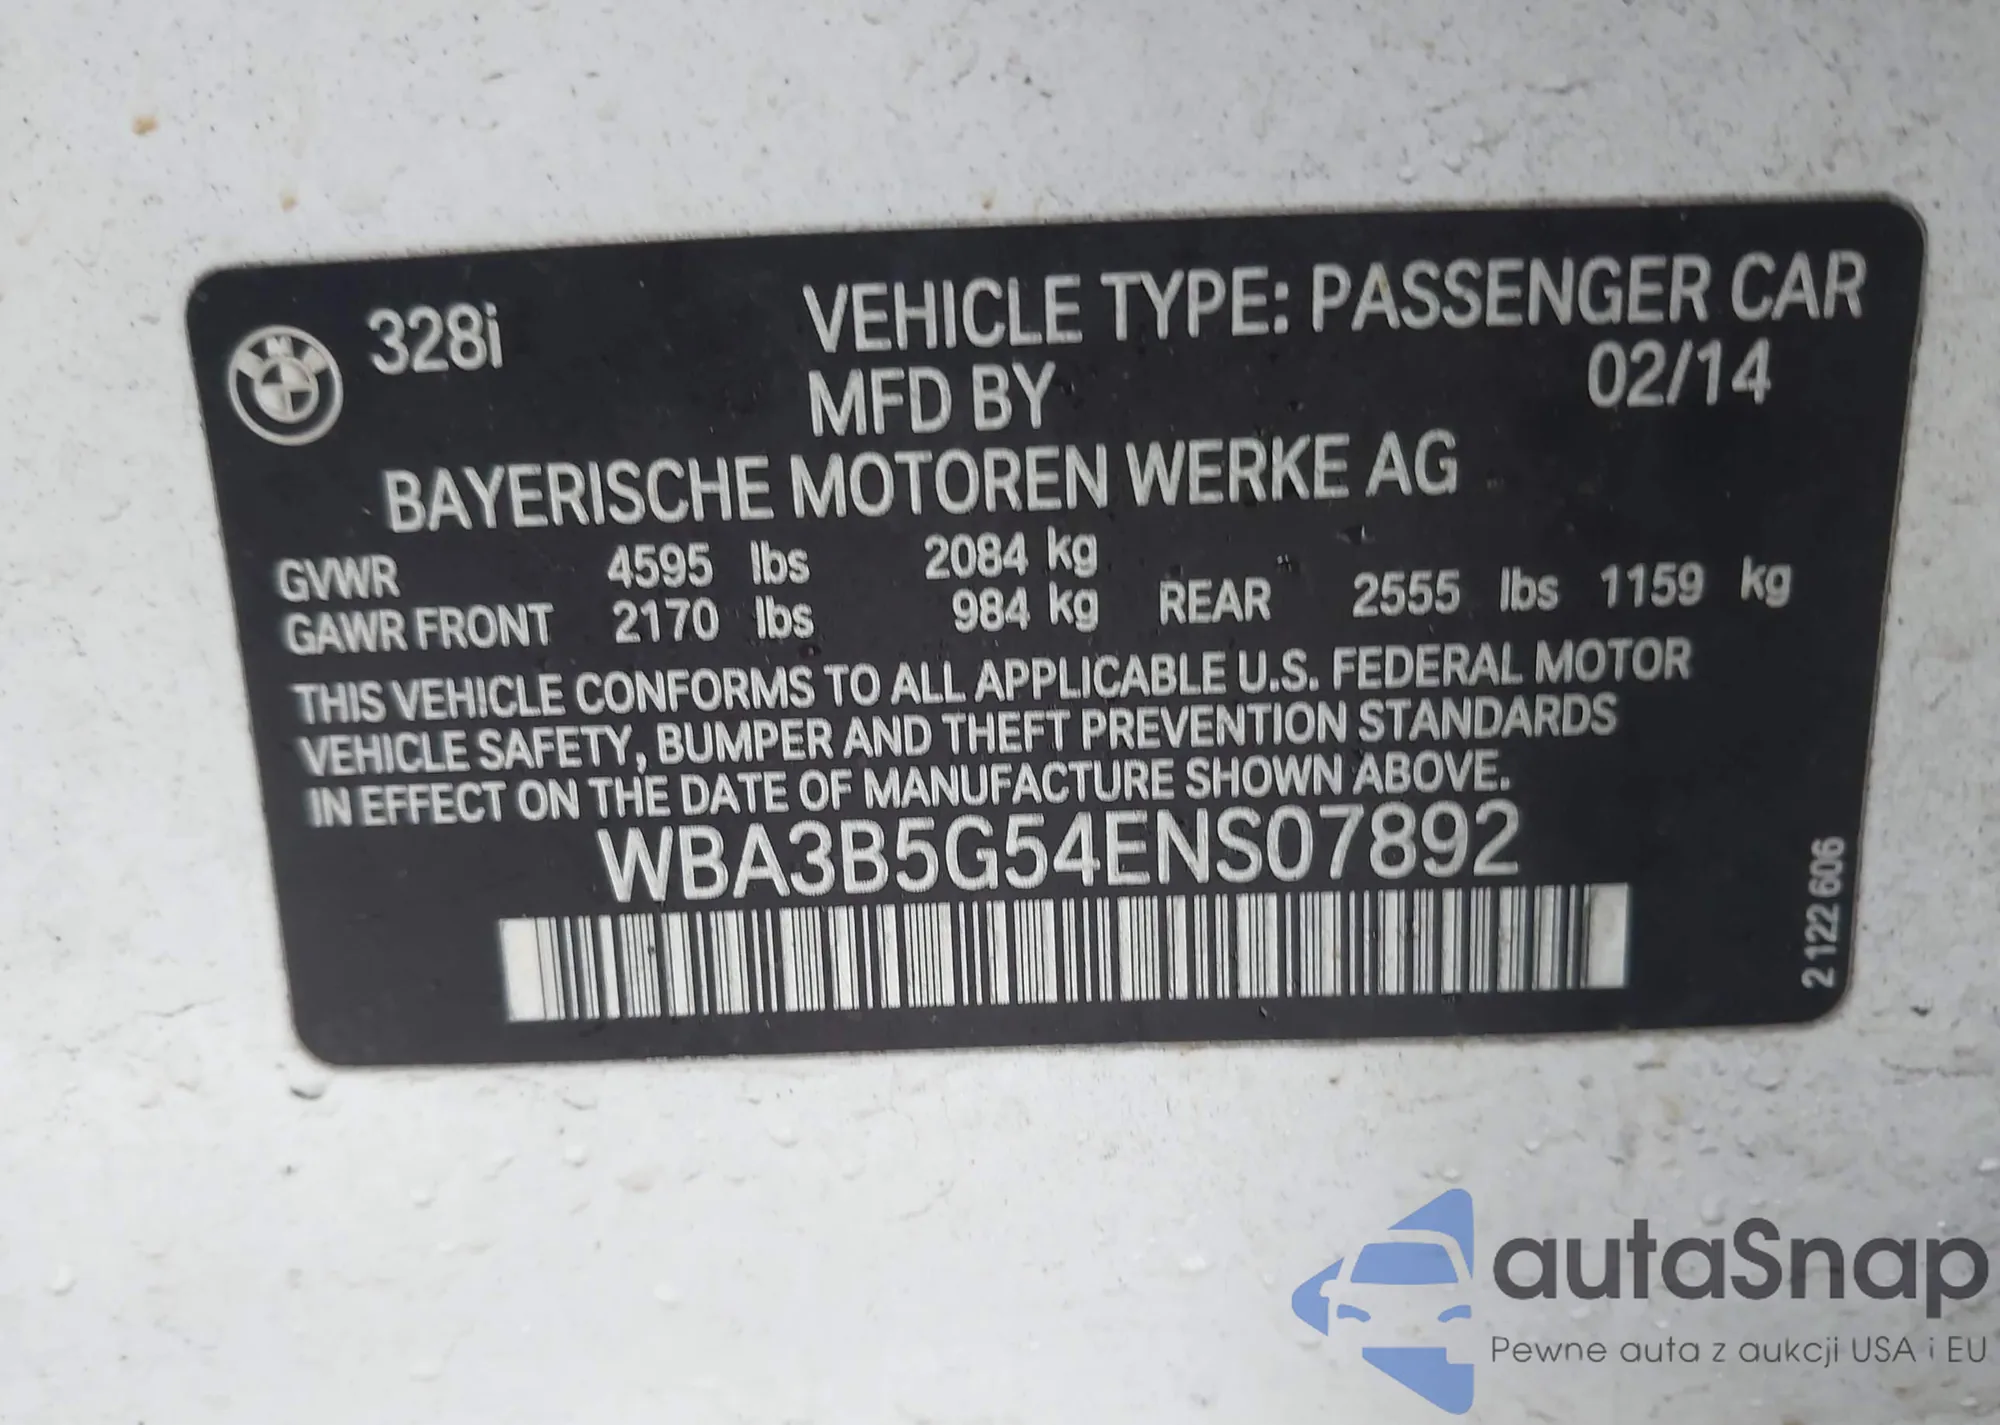 328i
VEHICLE TYPE: PASSENGER CAR
MFD BY
02/14
BAYERISCHE MOTOREN WERKE AG
GVWR 4595 lbs 2084 kg
GAWR FRONT 2170 lbs 984 kg REAR 2555 lbs 1159 kg
THIS VEHICLE CONFORMS TO ALL APPLICABLE U.S. FEDERAL MOTOR
VEHICLE SAFETY, BUMPER AND THEFT PREVENTION STANDARDS
IN EFFECT ON THE DATE OF MANUFACTURE SHOWN ABOVE.
WBA3B5G54ENS07892
2 122 606
autaSnap
Pewne auta z aukcji USA i EU